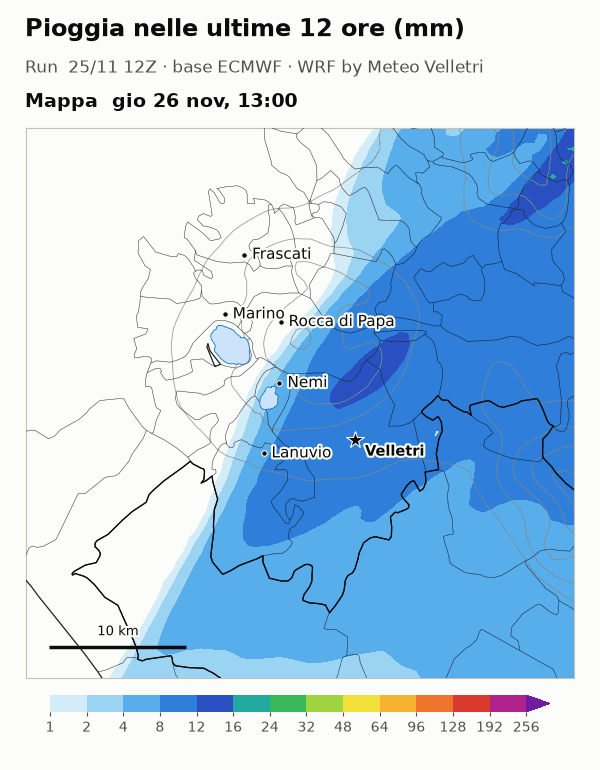 Pioggia nelle ultime 12 ore (mm)
Run 25/11 12Z · base ECMWF · WRF by Meteo Velletri
Mappa gio 26 nov, 13:00
Frascati
Marino
Rocca di Papa
Nemi
Velletri
Lanuvio
10 km
1 2 4 8 12 16 24 32 48 64 96 128 192 256